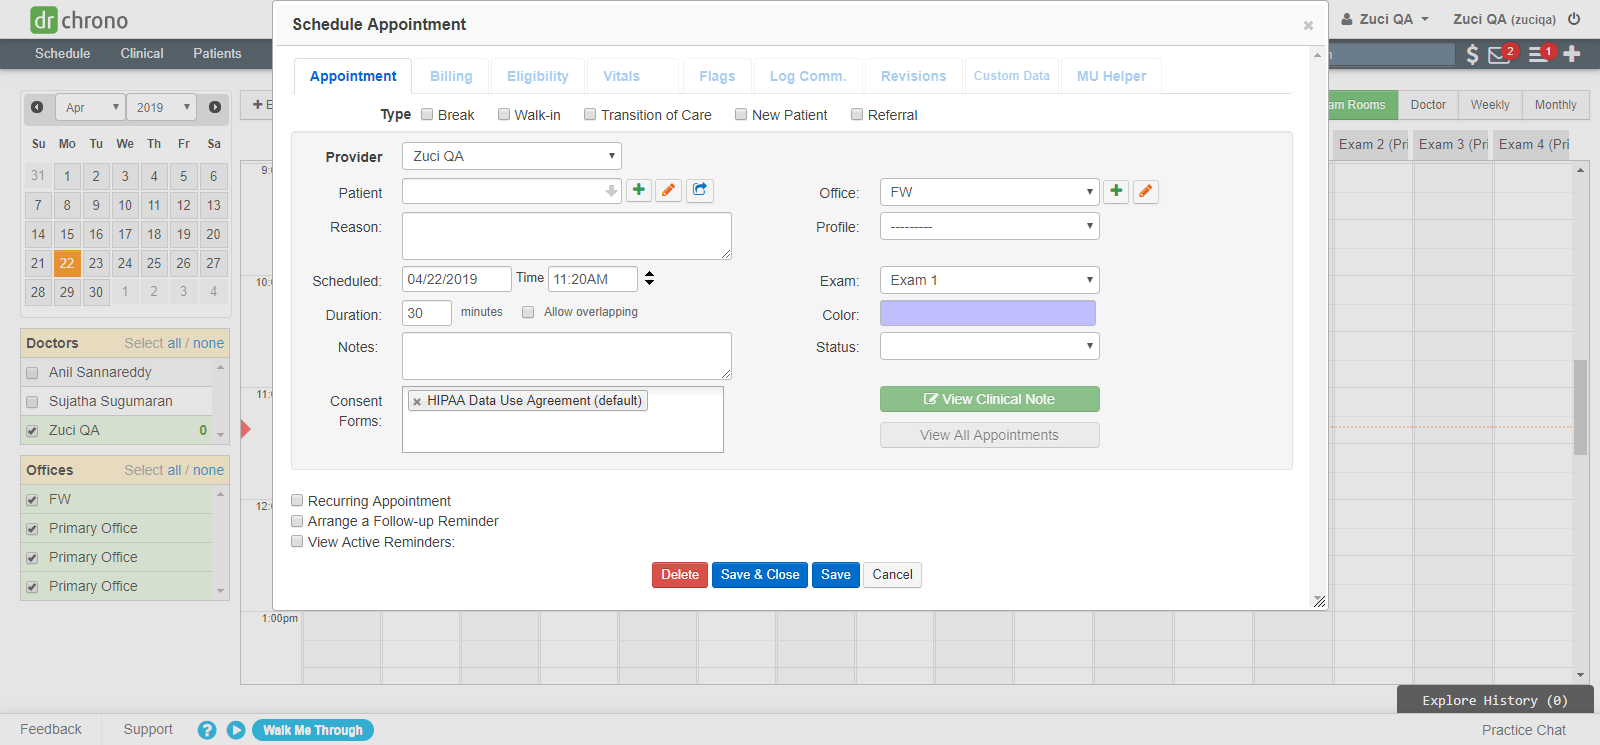 drchrono
Zuci QA
Zuci QA (zuciqa)
Schedule Clinical Patients
$ 2 1
Schedule Appointment
×
Appointment Billing Eligibility Vitals Flags Log Comm. Revisions Custom Data MU Helper
Type Break Walk-in Transition of Care New Patient Referral
Provider Zuci QA
Patient
Office: FW
Reason:
Profile: ---------
Scheduled: 04/22/2019 Time 11:20AM
Exam: Exam 1
Duration: 30 minutes Allow overlapping
Color:
Notes:
Status:
Consent Forms:
× HIPAA Data Use Agreement (default)
View Clinical Note
View All Appointments
Recurring Appointment
Arrange a Follow-up Reminder
View Active Reminders:
Delete Save & Close Save Cancel
Apr 2019
Su Mo Tu We Th Fr Sa
31 1 2 3 4 5 6
7 8 9 10 11 12 13
14 15 16 17 18 19 20
21 22 23 24 25 26 27
28 29 30 1 2 3 4
Doctors Select all / none
Anil Sannareddy
Sujatha Sugumaran
Zuci QA 0
Offices Select all / none
FW
Primary Office
Primary Office
Primary Office
am Rooms Doctor Weekly Monthly
Exam 2 (Pri Exam 3 (Pri Exam 4 (Pri
9:0
10:0
11:0
12:0
1:00pm
Explore History (0)
Feedback Support ? Walk Me Through
Practice Chat